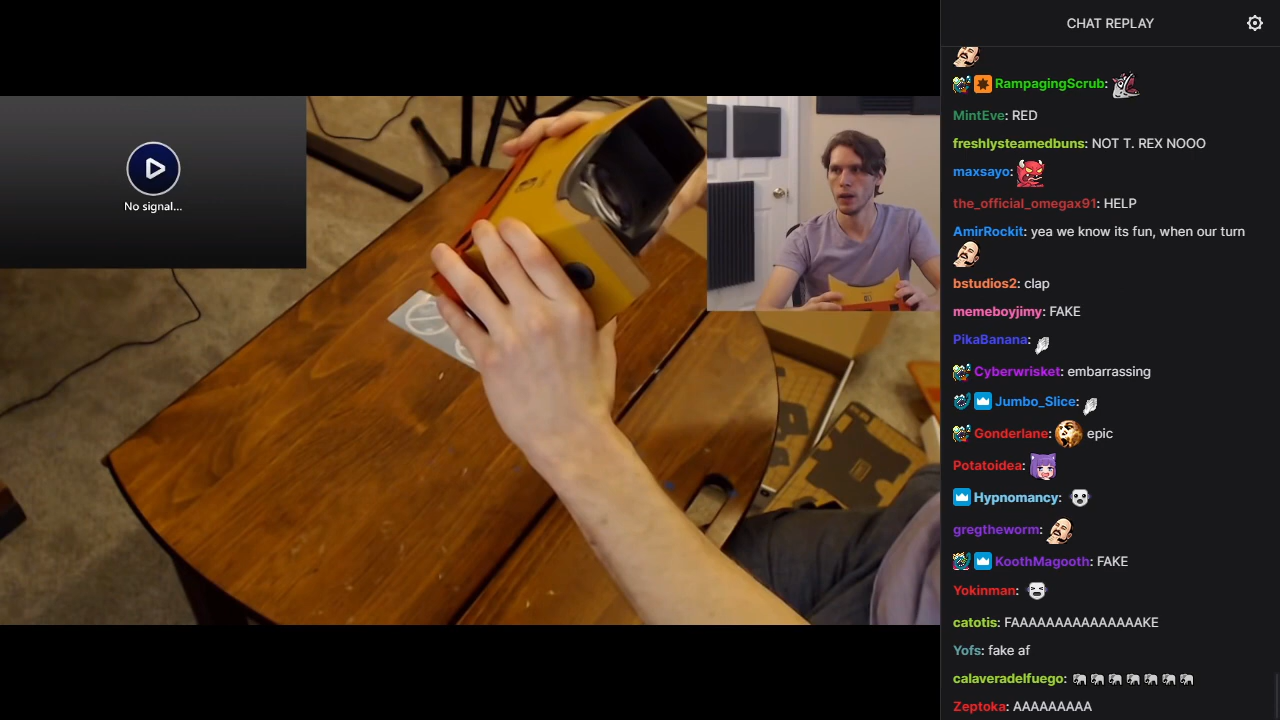 No signal...
CHAT REPLAY
RampagingScrub:
MintEve: RED
freshlysteamedbuns: NOT T. REX NOOO
maxsayo:
the_official_omegax91: HELP
AmirRockit: yea we know its fun, when our turn
bstudios2: clap
memeboyjimy: FAKE
PikaBanana:
Cyberwrisket: embarrassing
Jumbo_Slice:
Gonderlane: epic
Potatoidea:
Hypnomancy:
gregtheworm:
KoothMagooth: FAKE
Yokinman:
catotis: FAAAAAAAAAAAAAAAKE
Yofs: fake af
calaveradelfuego:
Zeptoka: AAAAAAAAA